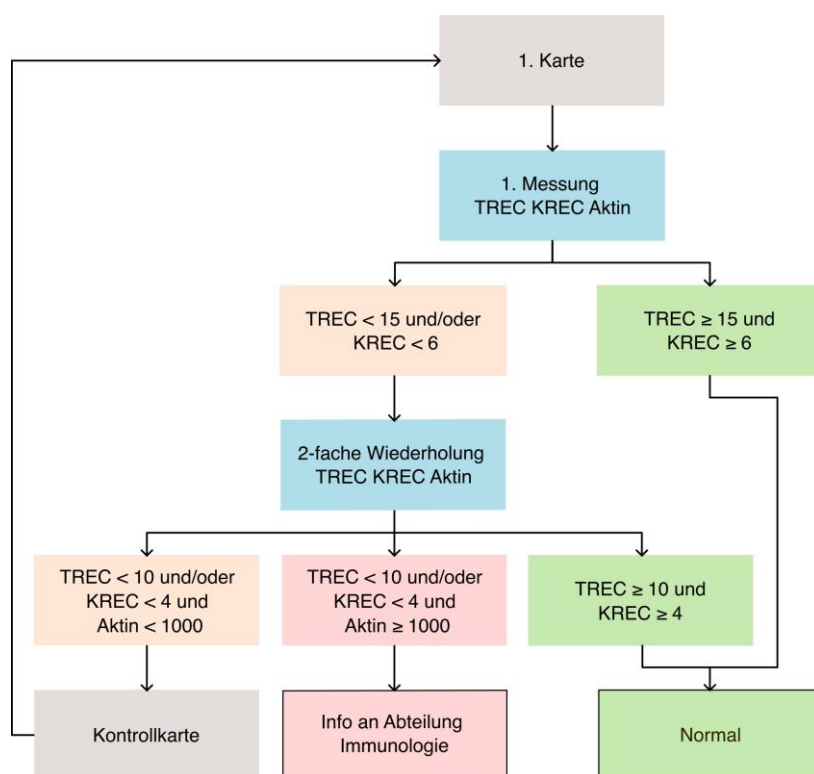 1. Karte
1. Messung
TREC KREC Aktin
TREC < 15 und/oder
KREC < 6
TREC ≥ 15 und
KREC ≥ 6
2-fache Wiederholung
TREC KREC Aktin
TREC < 10 und/oder
KREC < 4 und
Aktin < 1000
TREC < 10 und/oder
KREC < 4 und
Aktin ≥ 1000
TREC ≥ 10 und
KREC ≥ 4
Kontrollkarte
Info an Abteilung
Immunologie
Normal